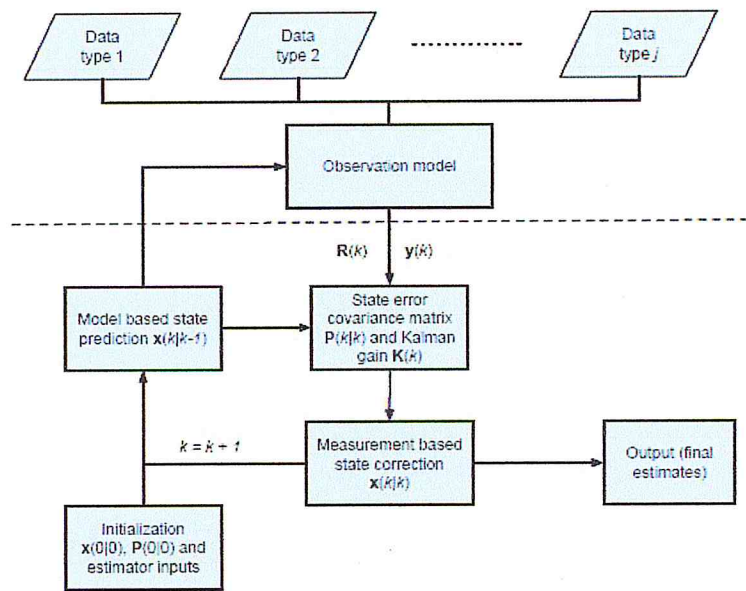 Data
type 1
Data
type 2
Data
type j
Observation model
R(k) y(k)
Model based state
prediction x(k|k-1)
State error
covariance matrix
P(k|k) and Kalman
gain K(k)
k = k + 1
Measurement based
state correction
x(k|k)
Output (final
estimates)
Initialization
x(0|0), P(0|0) and
estimator inputs